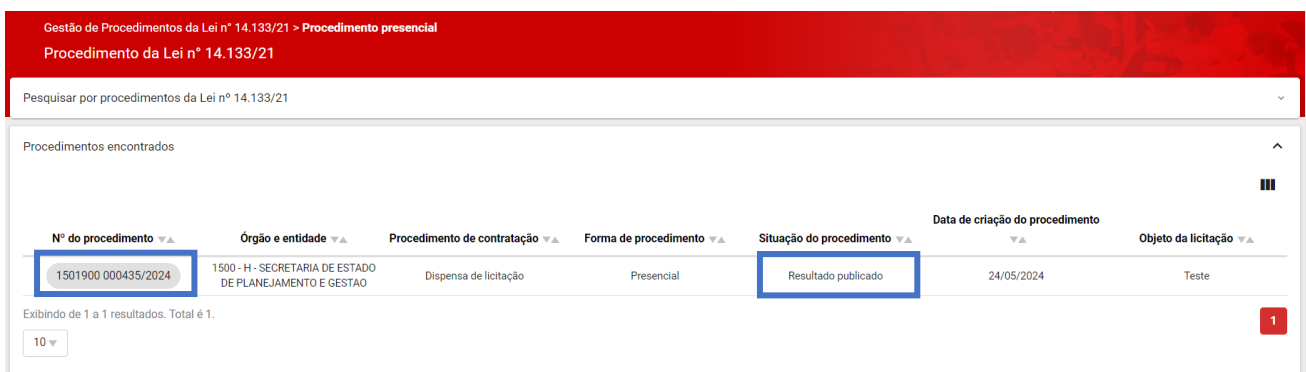 Gestão de Procedimentos da Lei n° 14.133/21 > Procedimento presencial
Procedimento da Lei n° 14.133/21
Pesquisar por procedimentos da Lei nº 14.133/21
Procedimentos encontrados
Nº do procedimento
Órgão e entidade
Procedimento de contratação
Forma de procedimento
Situação do procedimento
Data de criação do procedimento
Objeto da licitação
1501900 000435/2024
1500 - H - SECRETARIA DE ESTADO
DE PLANEJAMENTO E GESTAO
Dispensa de licitação
Presencial
Resultado publicado
24/05/2024
Teste
Exibindo de 1 a 1 resultados. Total é 1.
1
10